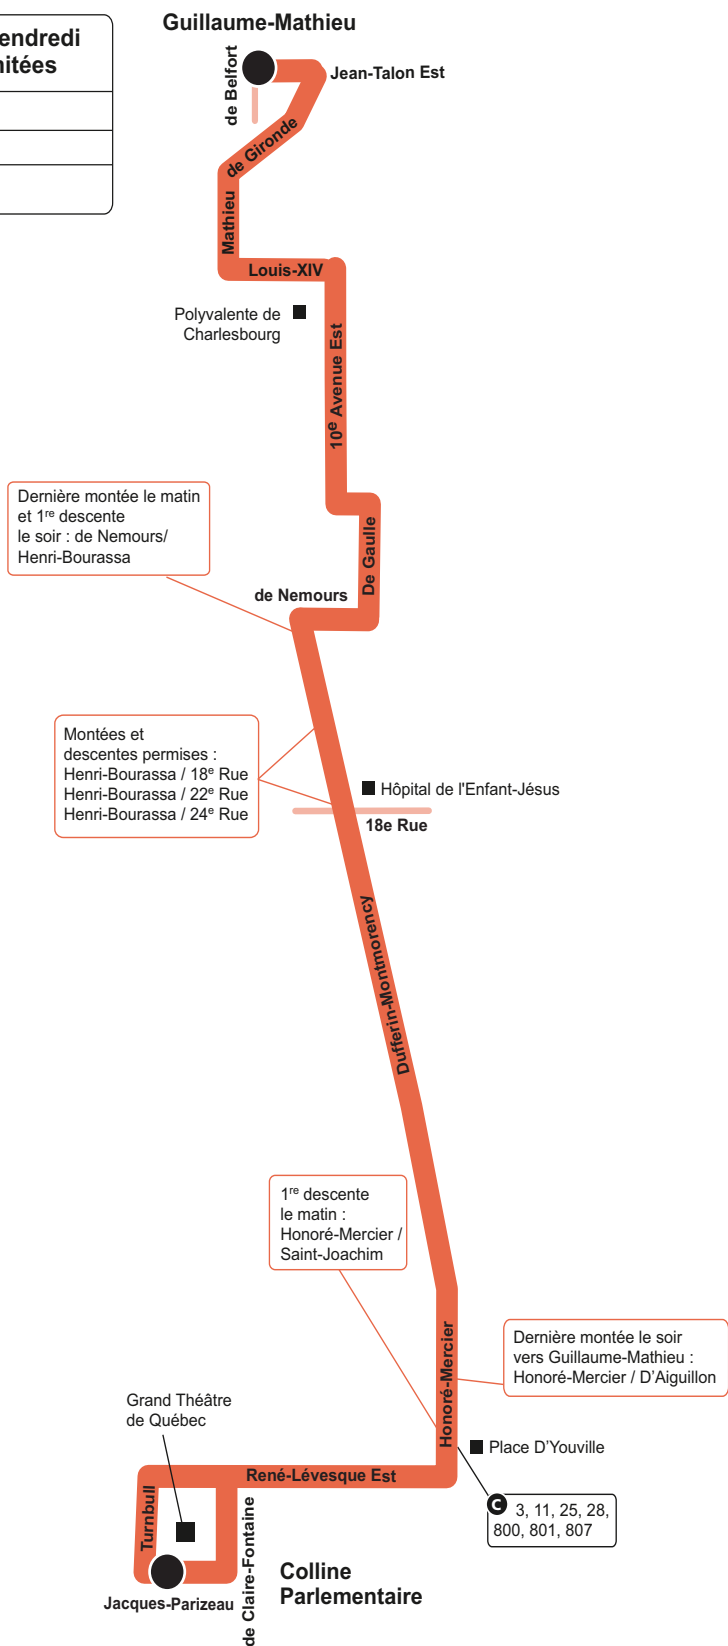 Guillaume-Mathieu
de Belfort
Jean-Talon Est
de Gironde
Mathieu
Louis-XIV
Polyvalente de
Charlesbourg
10e Avenue Est
Dernière montée le matin
et 1re descente
le soir : de Nemours/
Henri-Bourassa
De Gaulle
de Nemours
Montées et
descentes permises :
Henri-Bourassa / 18e Rue
Henri-Bourassa / 22e Rue
Henri-Bourassa / 24e Rue
Hôpital de l'Enfant-Jésus
18e Rue
Dufferin-Montmorency
1re descente
le matin :
Honoré-Mercier /
Saint-Joachim
Honoré-Mercier
Dernière montée le soir
vers Guillaume-Mathieu :
Honoré-Mercier / D'Aiguillon
Grand Théâtre
de Québec
Place D'Youville
René-Lévesque Est
C 3, 11, 25, 28,
800, 801, 807
Turnbull
de Claire-Fontaine
Colline
Parlementaire
Jacques-Parizeau